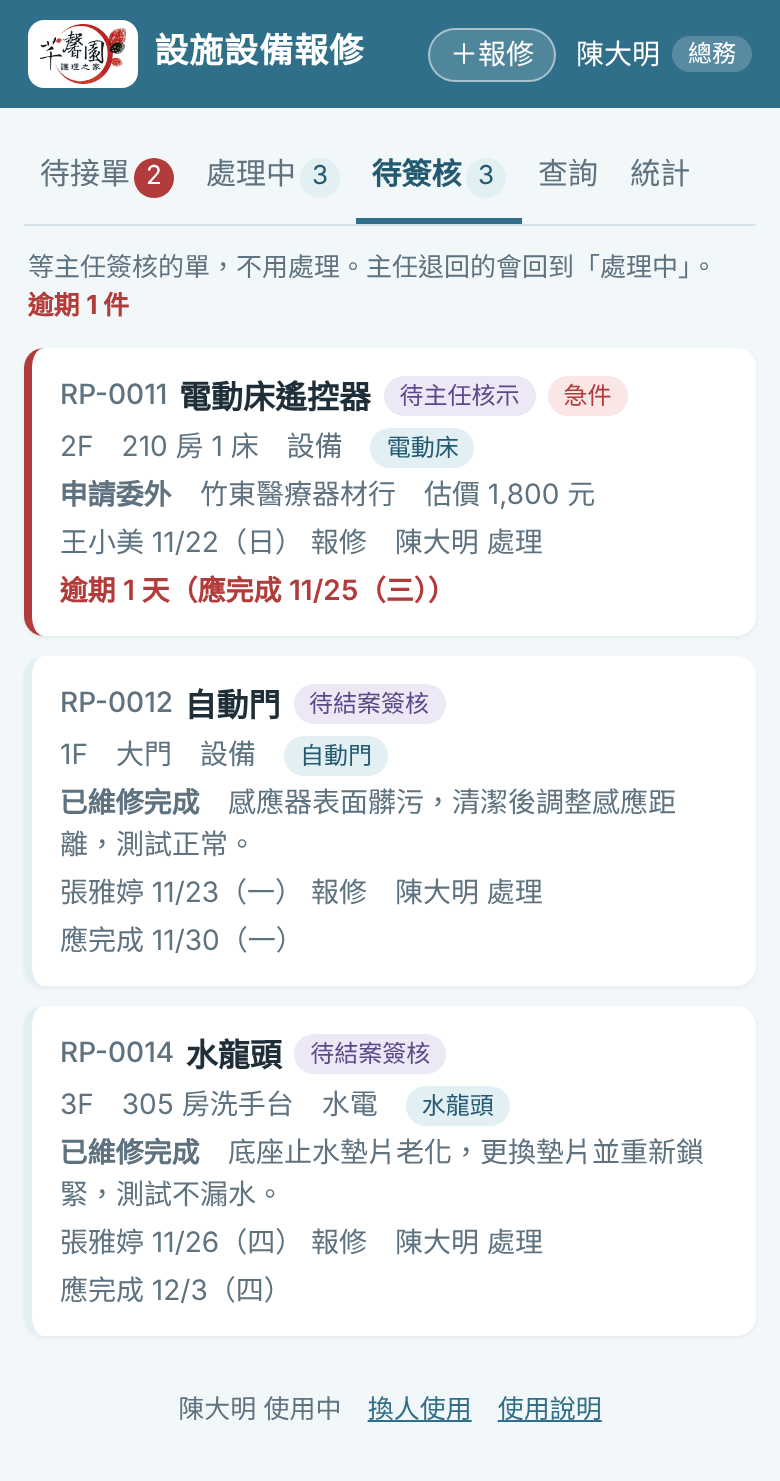 芊馨園
護理之家
設施設備報修
＋報修
陳大明
總務
待接單 2
處理中 3
待簽核 3
查詢
統計
等主任簽核的單，不用處理。主任退回的會回到「處理中」。
逾期 1 件
RP-0011 電動床遙控器 待主任核示 急件
2F 210 房 1 床 設備 電動床
申請委外 竹東醫療器材行 估價 1,800 元
王小美 11/22（日） 報修 陳大明 處理
逾期 1 天（應完成 11/25（三））
RP-0012 自動門 待結案簽核
1F 大門 設備 自動門
已維修完成 感應器表面髒污，清潔後調整感應距
離，測試正常。
張雅婷 11/23（一） 報修 陳大明 處理
應完成 11/30（一）
RP-0014 水龍頭 待結案簽核
3F 305 房洗手台 水電 水龍頭
已維修完成 底座止水墊片老化，更換墊片並重新鎖
緊，測試不漏水。
張雅婷 11/26（四） 報修 陳大明 處理
應完成 12/3（四）
陳大明 使用中 換人使用 使用說明